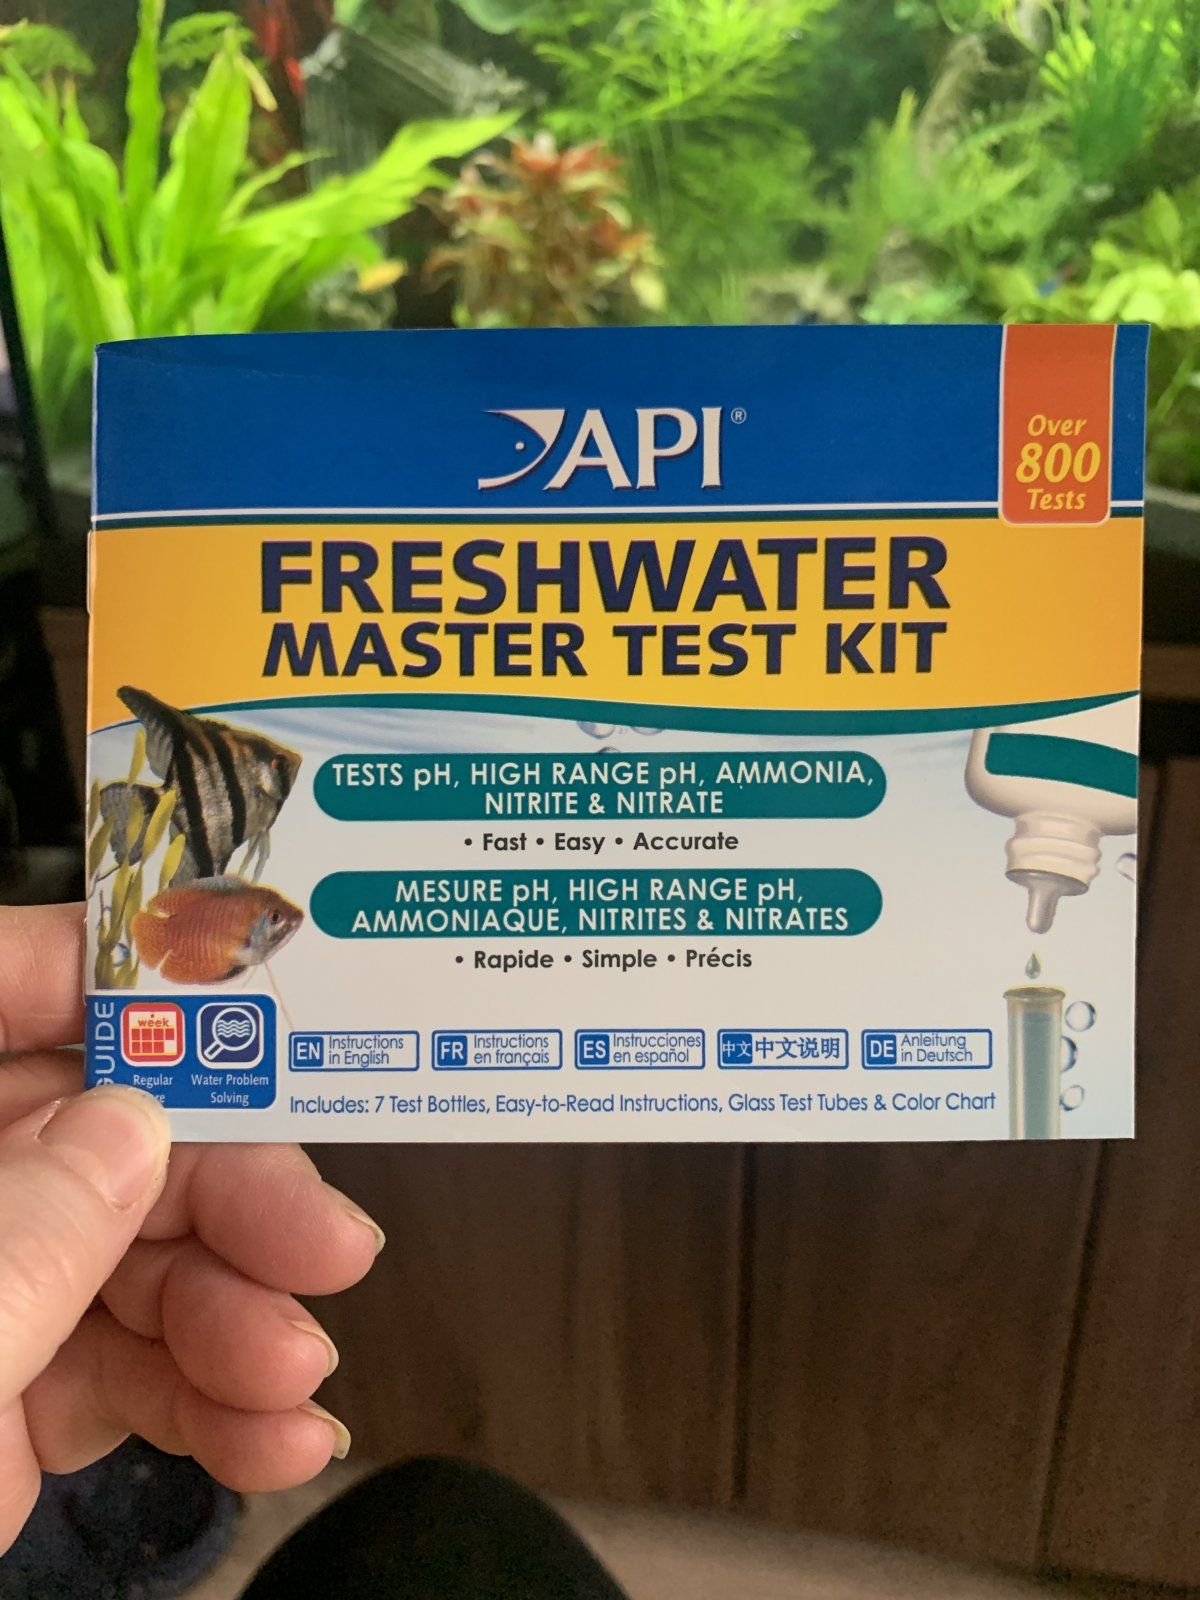 API®
Over
800
Tests
FRESHWATER
MASTER TEST KIT
TESTS pH, HIGH RANGE pH, AMMONIA,
NITRITE & NITRATE
• Fast • Easy • Accurate
MESURE pH, HIGH RANGE pH,
AMMONIAQUE, NITRITES & NITRATES
• Rapide • Simple • Précis
week
Regular
Water Problem
Solving
EN Instructions
in English
FR Instructions
en français
ES Instrucciones
en español
中文 中文说明
DE Anleitung
in Deutsch
Includes: 7 Test Bottles, Easy-to-Read Instructions, Glass Test Tubes & Color Chart